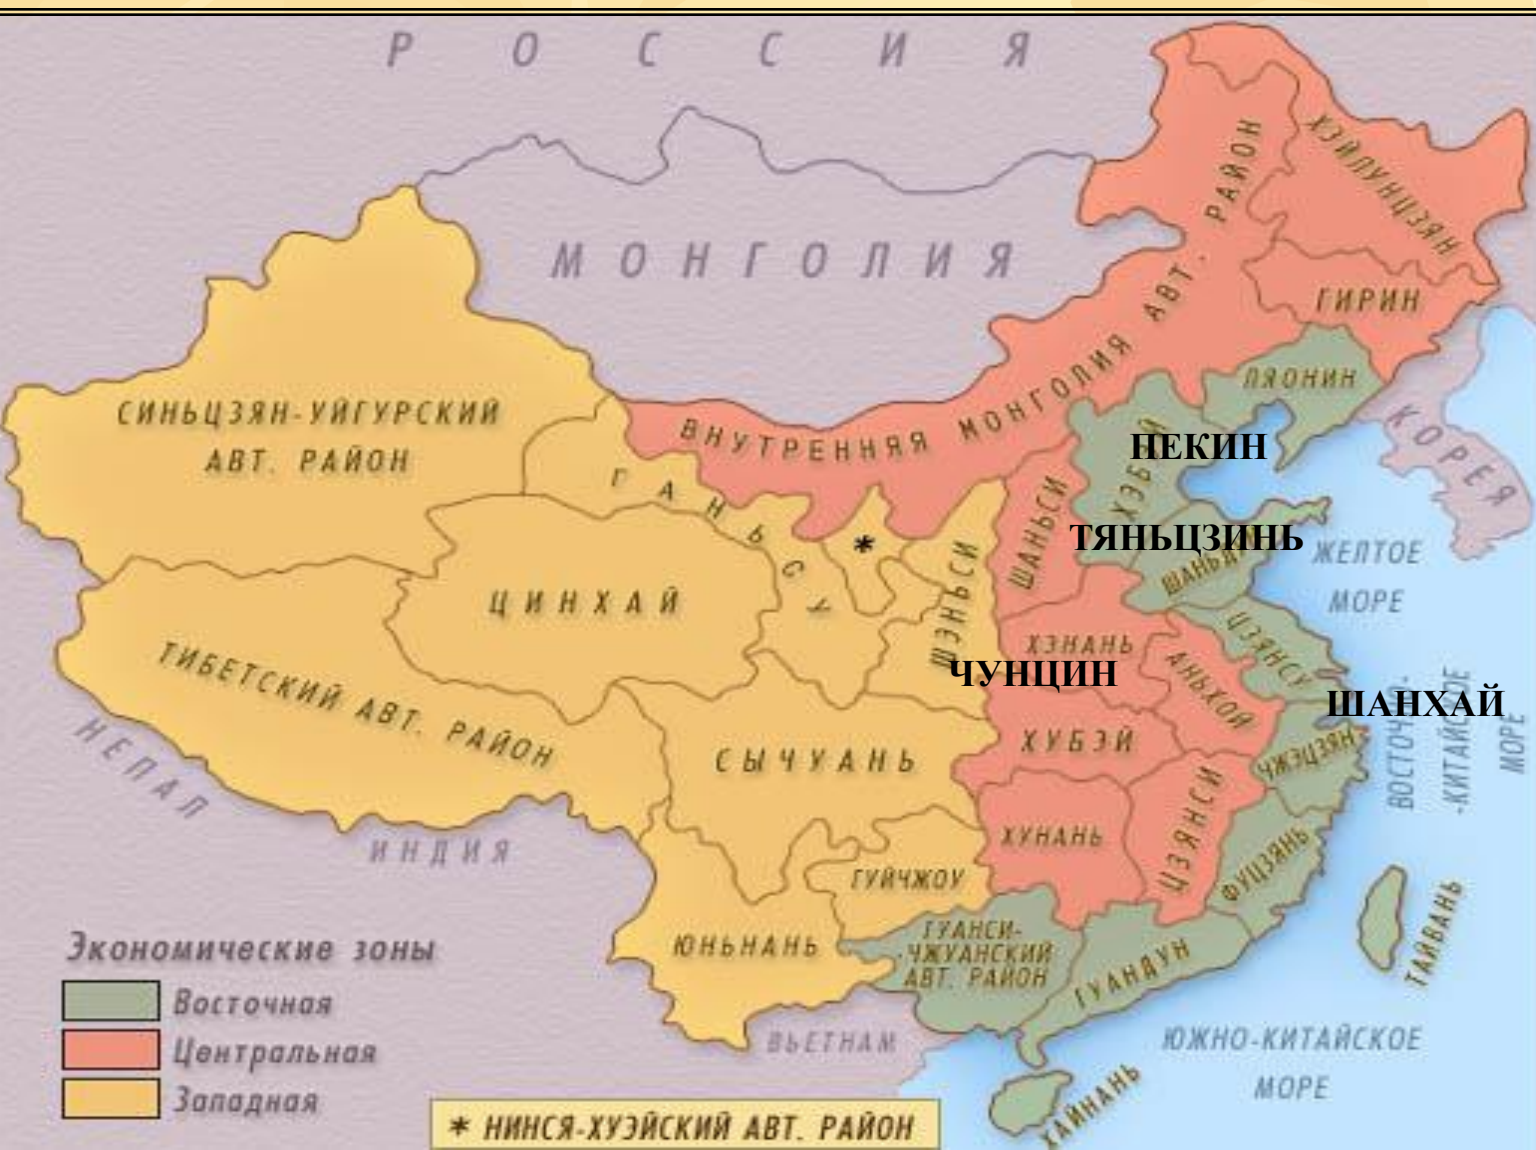 РОССИЯ
МОНГОЛИЯ
ВНУТРЕННЯЯ МОНГОЛИЯ АВТ. РАЙОН
ХЭЙЛУНЦЗЯН
ГИРИН
ЛЯОНИН
КОРЕЯ
СИНЬЦЗЯН-УЙГУРСКИЙ
АВТ. РАЙОН
ГАНЬСУ
ПЕКИН
ХЭБЭЙ
ШАНЬСИ
ТЯНЬЦЗИНЬ
ШАНЬДУН
ЖЕЛТОЕ
МОРЕ
*
ШЭНЬСИ
ЦИНХАЙ
ТИБЕТСКИЙ АВТ. РАЙОН
ХЭНАНЬ
ЦЗЯНСУ
АНЬХОЙ
ЧУНЦИН
ШАНХАЙ
ВОСТОЧНО-
-КИТАЙСКОЕ
МОРЕ
НЕПАЛ
СЫЧУАНЬ
ХУБЭЙ
ЧЖЭЦЗЯН
ИНДИЯ
ХУНАНЬ
ЦЗЯНСИ
ФУЦЗЯНЬ
ГУЙЧЖОУ
ЮНЬНАНЬ
ГУАНСИ-
-ЧЖУАНСКИЙ
АВТ. РАЙОН
ГУАНДУН
ТАЙВАНЬ
ВЬЕТНАМ
ЮЖНО-КИТАЙСКОЕ
МОРЕ
ХАЙНАНЬ
Экономические зоны
Восточная
Центральная
Западная
* НИНСЯ-ХУЭЙСКИЙ АВТ. РАЙОН